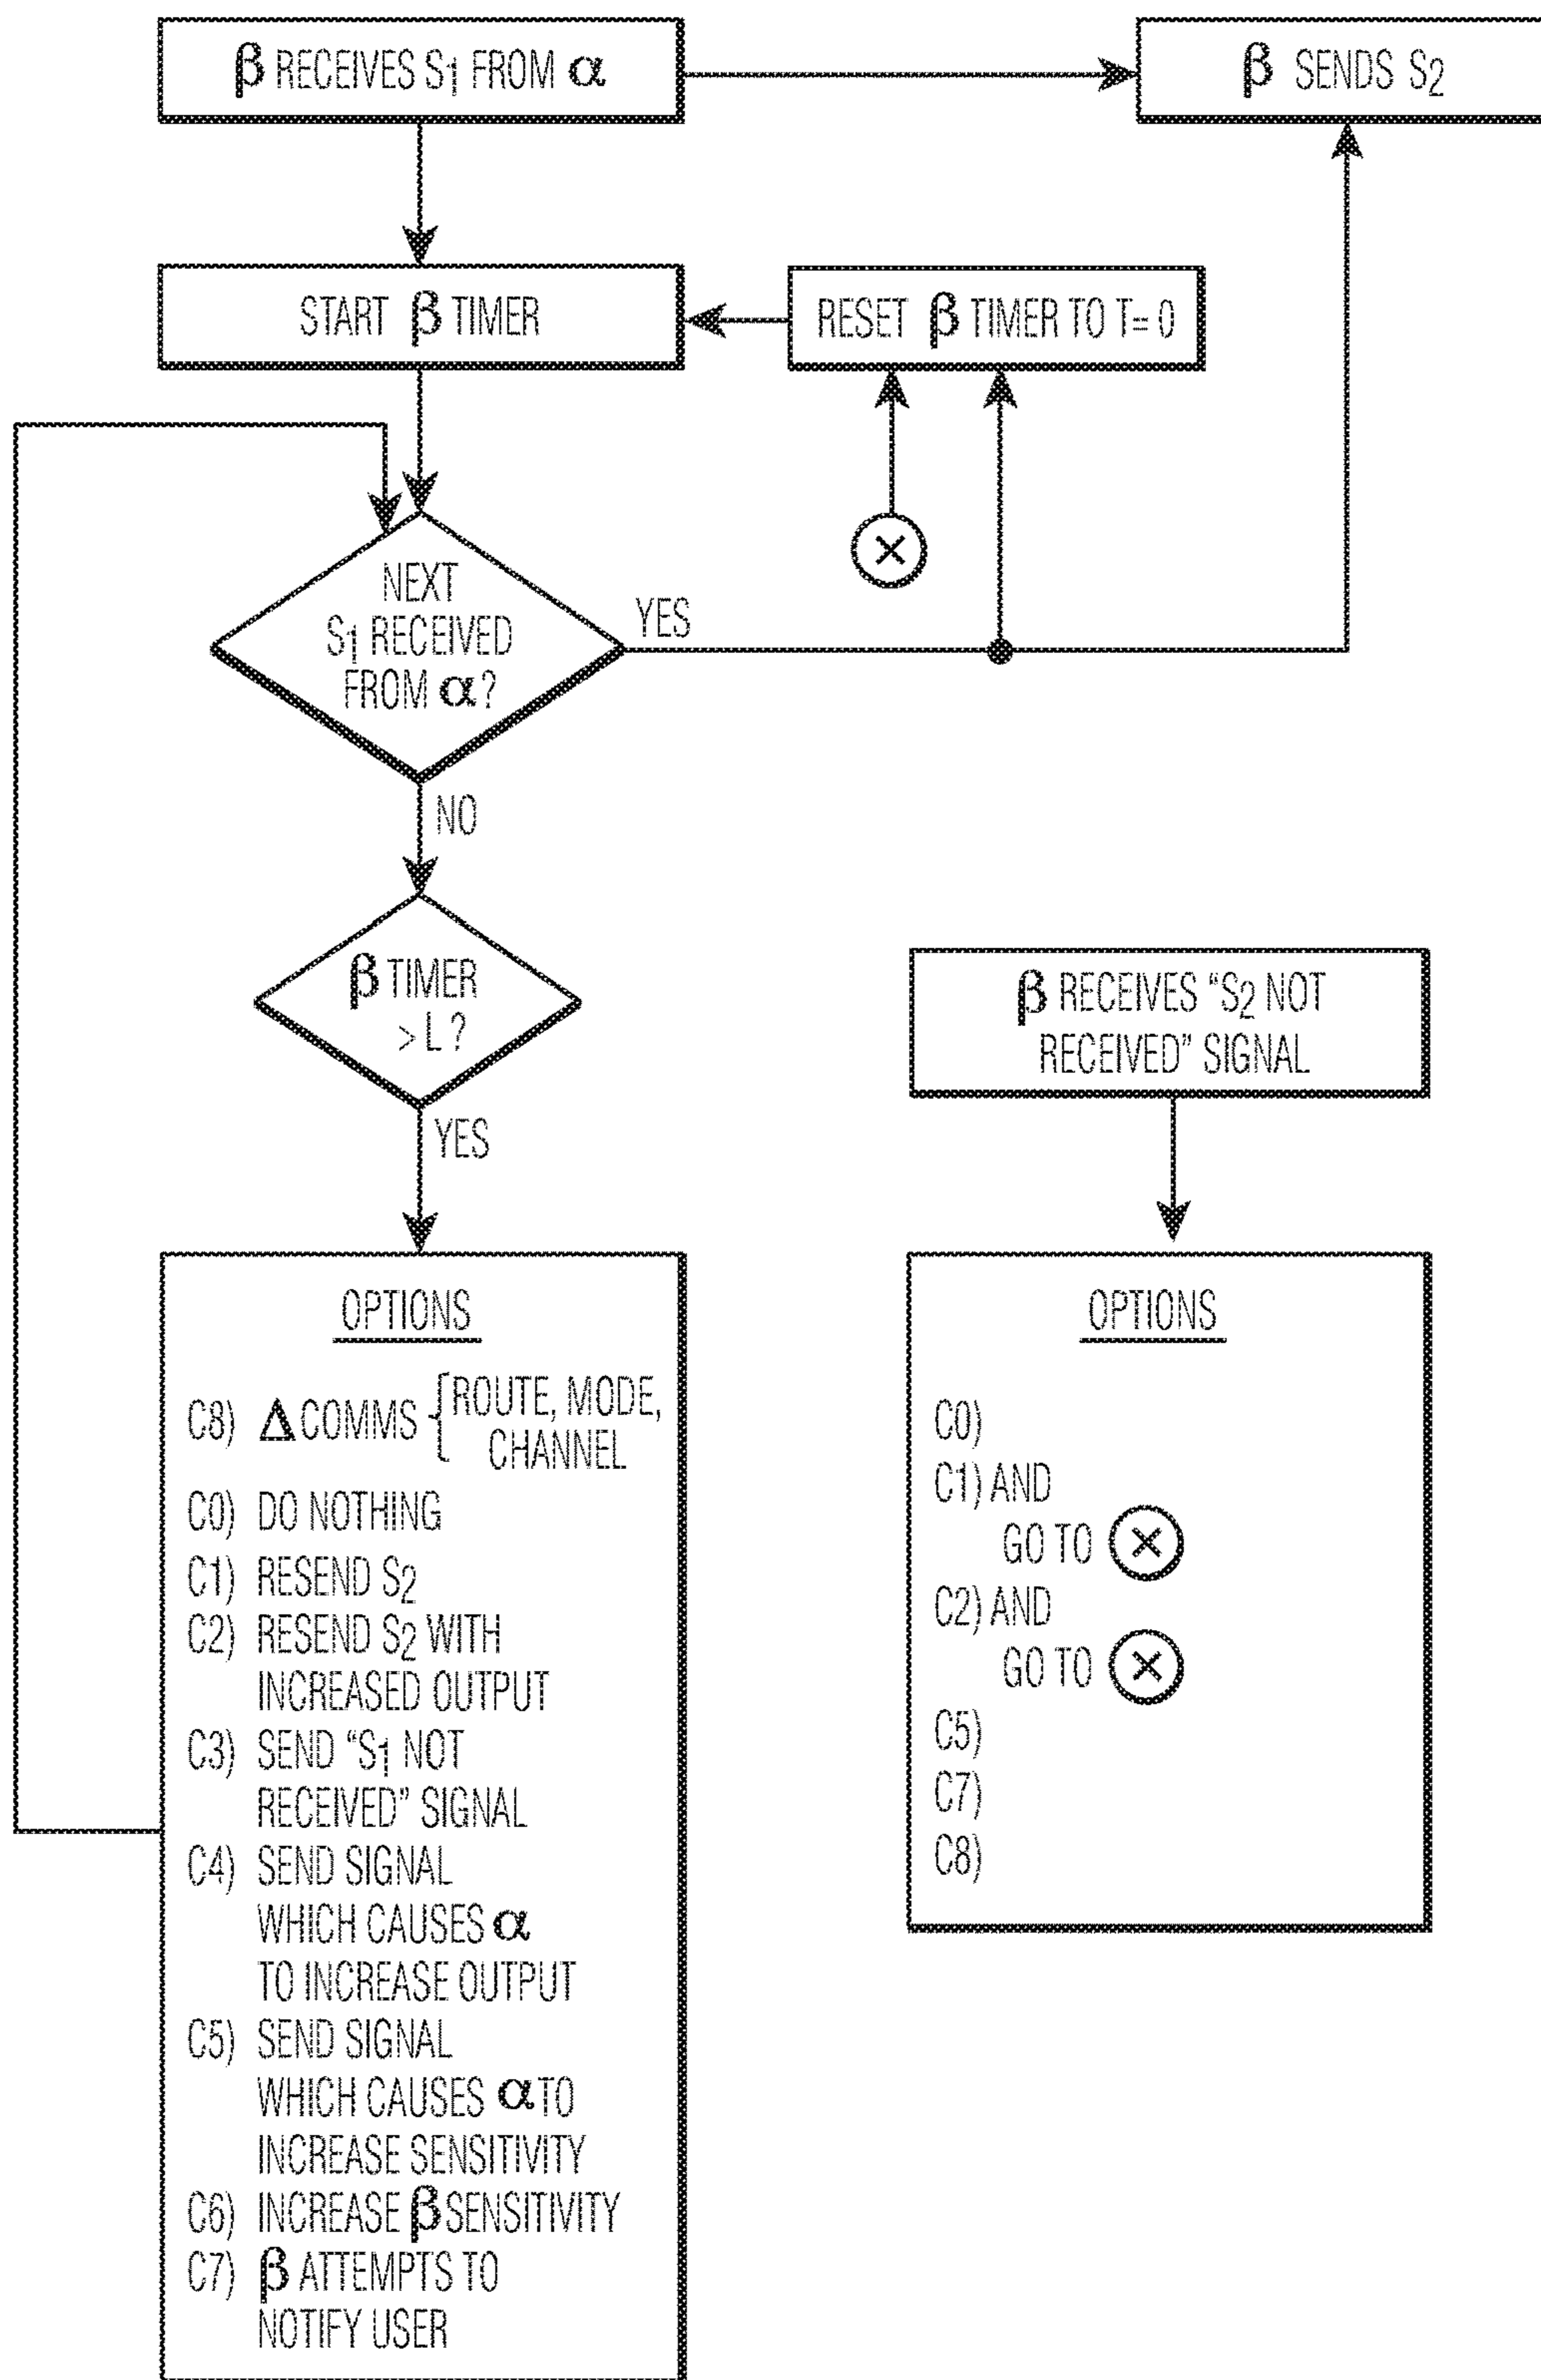 β RECEIVES S1 FROM α
β SENDS S2
START β TIMER
RESET β TIMER TO T= 0
NEXT
S1 RECEIVED
FROM α?
YES
NO
β TIMER
> L?
YES
β RECEIVES “S2 NOT
RECEIVED” SIGNAL
OPTIONS
C8) Δ COMMS { ROUTE, MODE,
CHANNEL
C0) DO NOTHING
C1) RESEND S2
C2) RESEND S2 WITH
INCREASED OUTPUT
C3) SEND “S1 NOT
RECEIVED” SIGNAL
C4) SEND SIGNAL
WHICH CAUSES α
TO INCREASE OUTPUT
C5) SEND SIGNAL
WHICH CAUSES α TO
INCREASE SENSITIVITY
C6) INCREASE β SENSITIVITY
C7) β ATTEMPTS TO
NOTIFY USER
OPTIONS
C0)
C1) AND
GO TO ⊗
C2) AND
GO TO ⊗
C5)
C7)
C8)